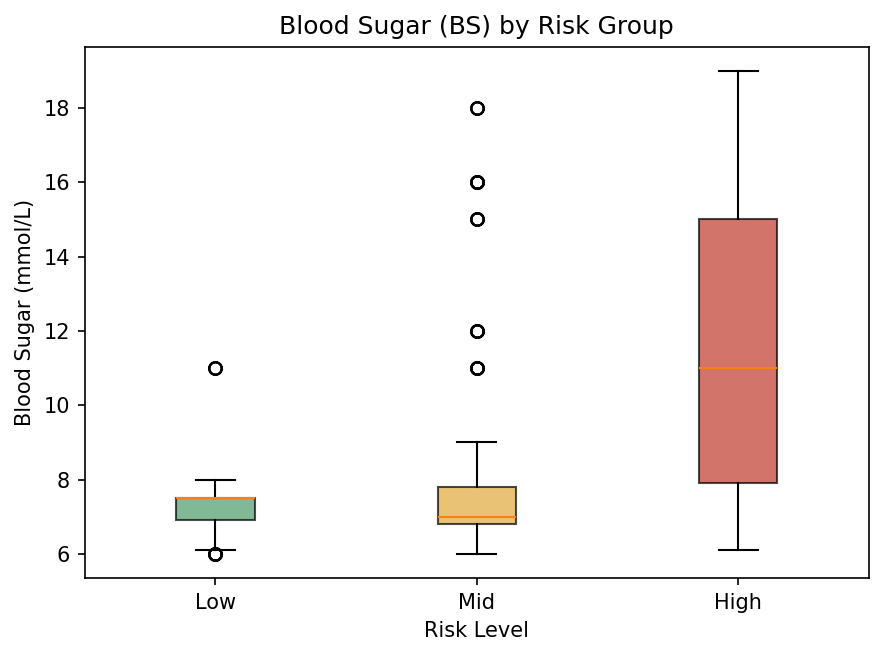 Blood Sugar (BS) by Risk Group
Blood Sugar (mmol/L)
18
16
14
12
10
8
6
Low Mid High
Risk Level